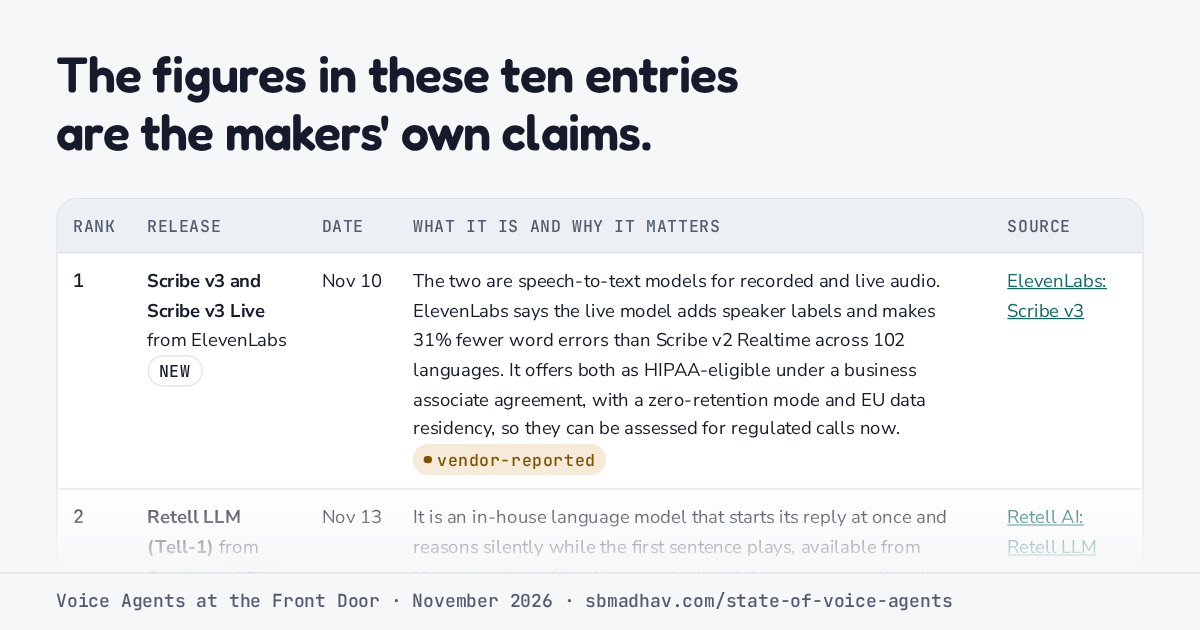 The figures in these ten entries
are the makers' own claims.
RANK RELEASE DATE WHAT IT IS AND WHY IT MATTERS SOURCE
1 Scribe v3 and Nov 10 The two are speech-to-text models for recorded and live audio. ElevenLabs:
Scribe v3 Live ElevenLabs says the live model adds speaker labels and makes Scribe v3
from ElevenLabs 31% fewer word errors than Scribe v2 Realtime across 102
NEW languages. It offers both as HIPAA-eligible under a business
associate agreement, with a zero-retention mode and EU data
residency, so they can be assessed for regulated calls now.
vendor-reported
2 Retell LLM Nov 13 It is an in-house language model that starts its reply at once and Retell AI:
(Tell-1) from reasons silently while the first sentence plays, available from Retell LLM
Voice Agents at the Front Door · November 2026 · sbmadhav.com/state-of-voice-agents